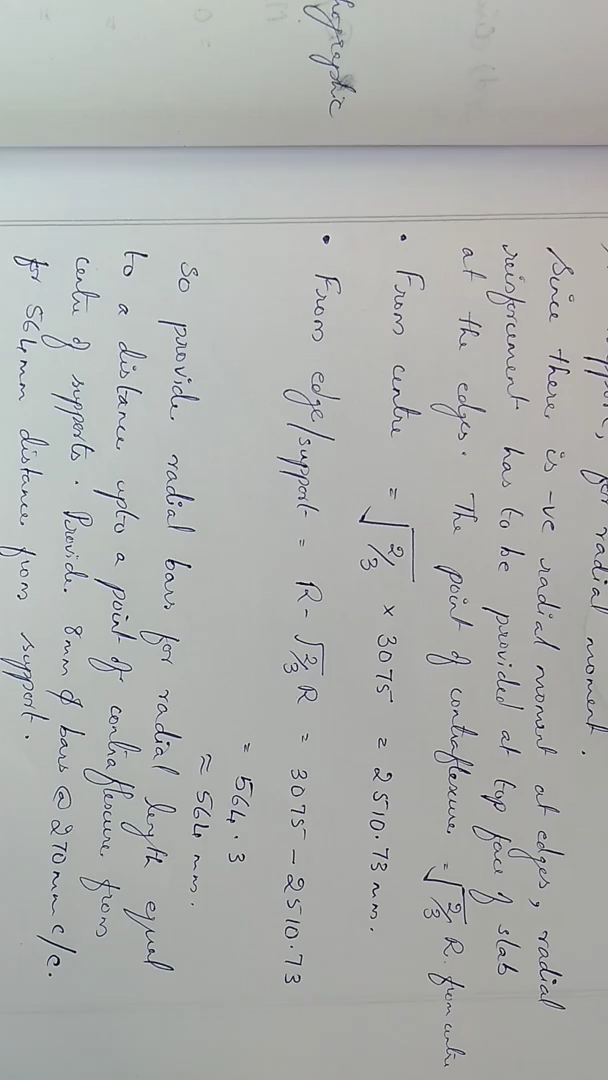 for radial moment.
Since there is -ve radial moment at edges, radial
reinforcement has to be provided at top face of slab
at the edges. The point of contraflexure = √2/3 R. from centre
• From centre = √2/3 × 3075 = 2510.73 mm.
• From edge/support = R - √2/3 R = 3075 - 2510.73
= 564.3
≈ 564 mm.
So provide radial bars for radial length equal
to a distance upto a point of contraflexure from
centre of supports. Provide 8mm ϕ bars @ 270mm c/c.
for 564mm distance from support.